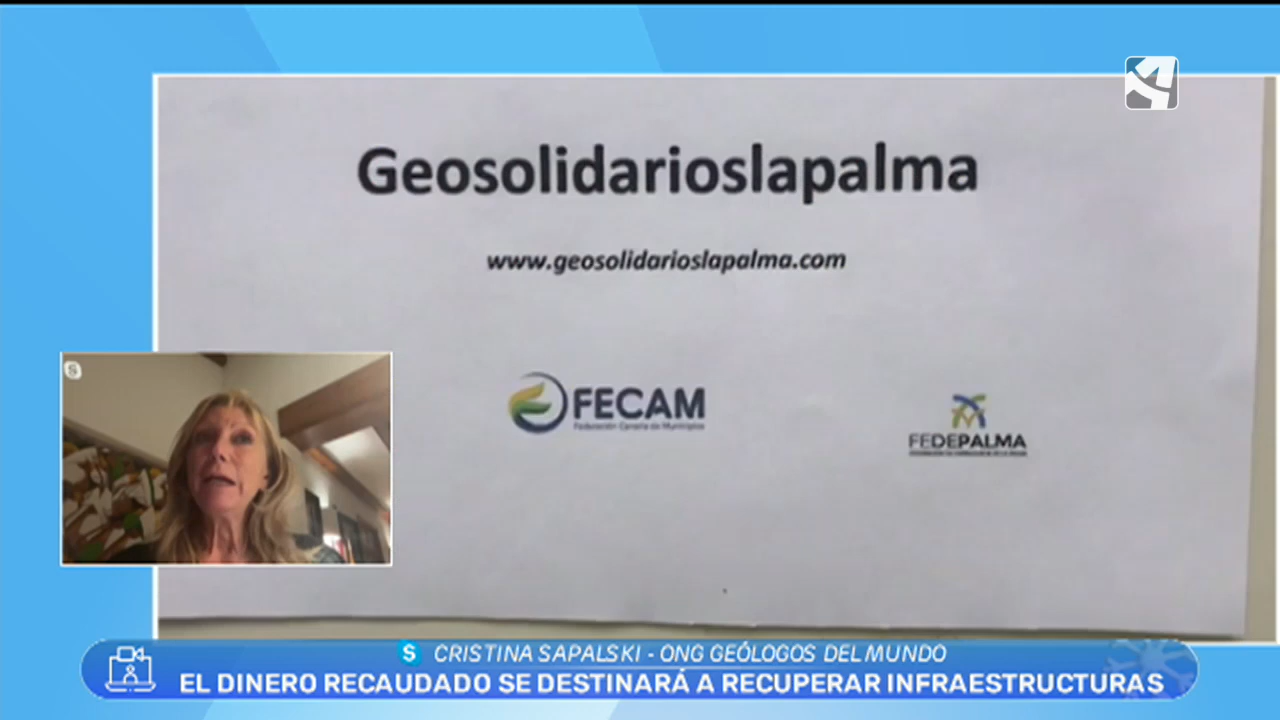 Geosolidarioslapalma
www.geosolidarioslapalma.com
FECAM
Federación Canaria de Municipios
FEDEPALMA
S
S CRISTINA SAPALSKI - ONG GEÓLOGOS DEL MUNDO
EL DINERO RECAUDADO SE DESTINARÁ A RECUPERAR INFRAESTRUCTURAS